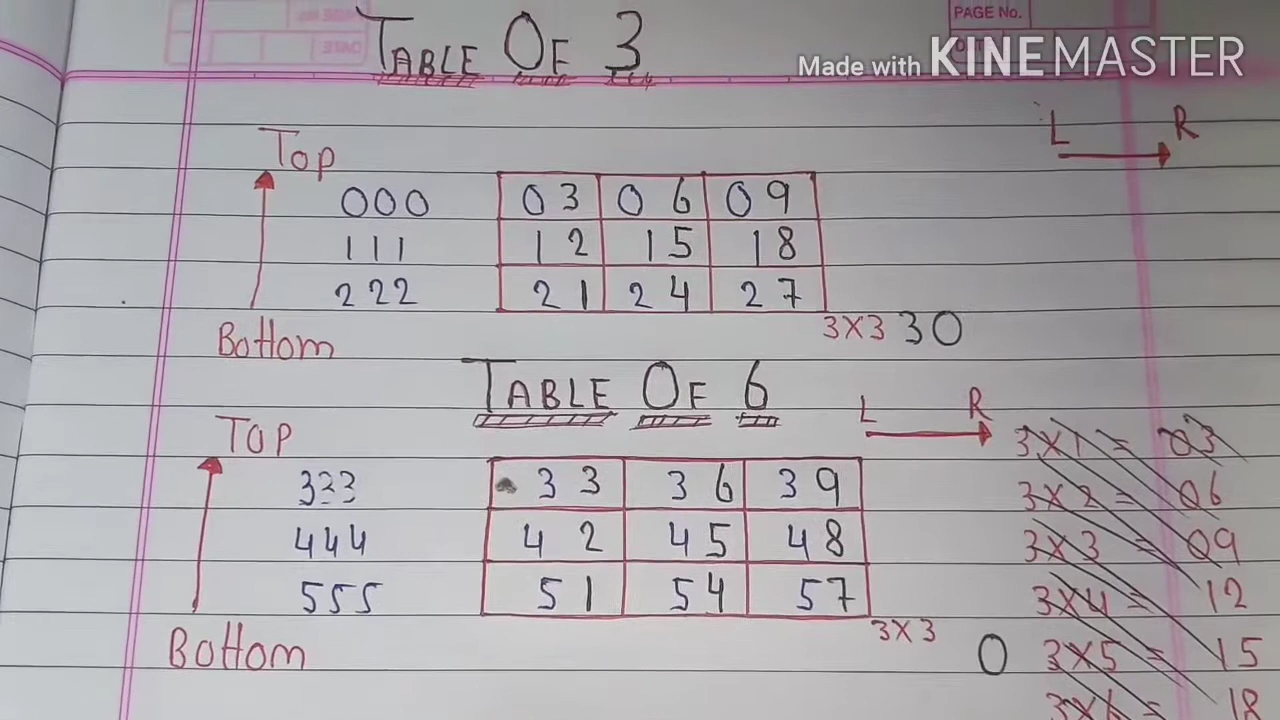 PAGE No.
TABLE OF 3
Made with KINEMASTER
L R
Top
000 03 06 09
111 12 15 18
222 21 24 27
Bottom
3x3 30
TABLE OF 6
L R
TOP
333 33 36 39
444 42 45 48
555 51 54 57
Bottom
3x3
0
3x1 = 03
3x2 = 06
3x3 = 09
3x4 = 12
3x5 = 15
3x6 = 18